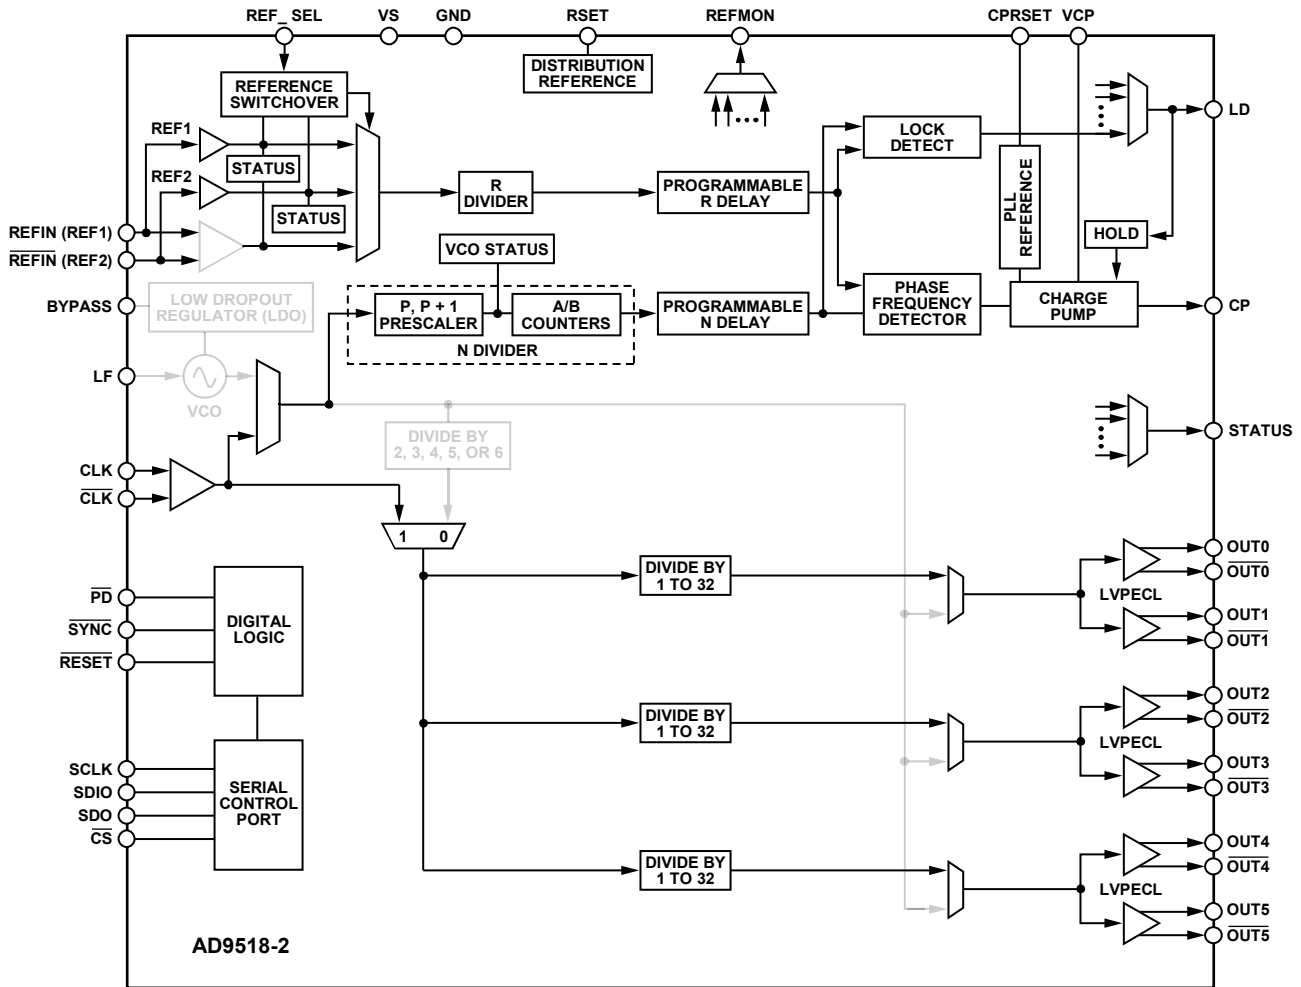 REF_ SEL
VS
GND
RSET
REFMON
CPRSET
VCP
DISTRIBUTION
REFERENCE
REFERENCE
SWITCHOVER
REF1
STATUS
REF2
STATUS
R
DIVIDER
PROGRAMMABLE
R DELAY
LOCK
DETECT
PLL
REFERENCE
LD
HOLD
REFIN (REF1)
REFIN (REF2)
VCO STATUS
BYPASS
LOW DROPOUT
REGULATOR (LDO)
P, P + 1
PRESCALER
A/B
COUNTERS
N DIVIDER
PROGRAMMABLE
N DELAY
PHASE
FREQUENCY
DETECTOR
CHARGE
PUMP
CP
LF
VCO
DIVIDE BY
2, 3, 4, 5, OR 6
STATUS
CLK
CLK
1 0
DIVIDE BY
1 TO 32
LVPECL
OUT0
OUT0
OUT1
OUT1
PD
SYNC
RESET
DIGITAL
LOGIC
DIVIDE BY
1 TO 32
LVPECL
OUT2
OUT2
OUT3
OUT3
SCLK
SDIO
SDO
CS
SERIAL
CONTROL
PORT
DIVIDE BY
1 TO 32
LVPECL
OUT4
OUT4
OUT5
OUT5
AD9518-2